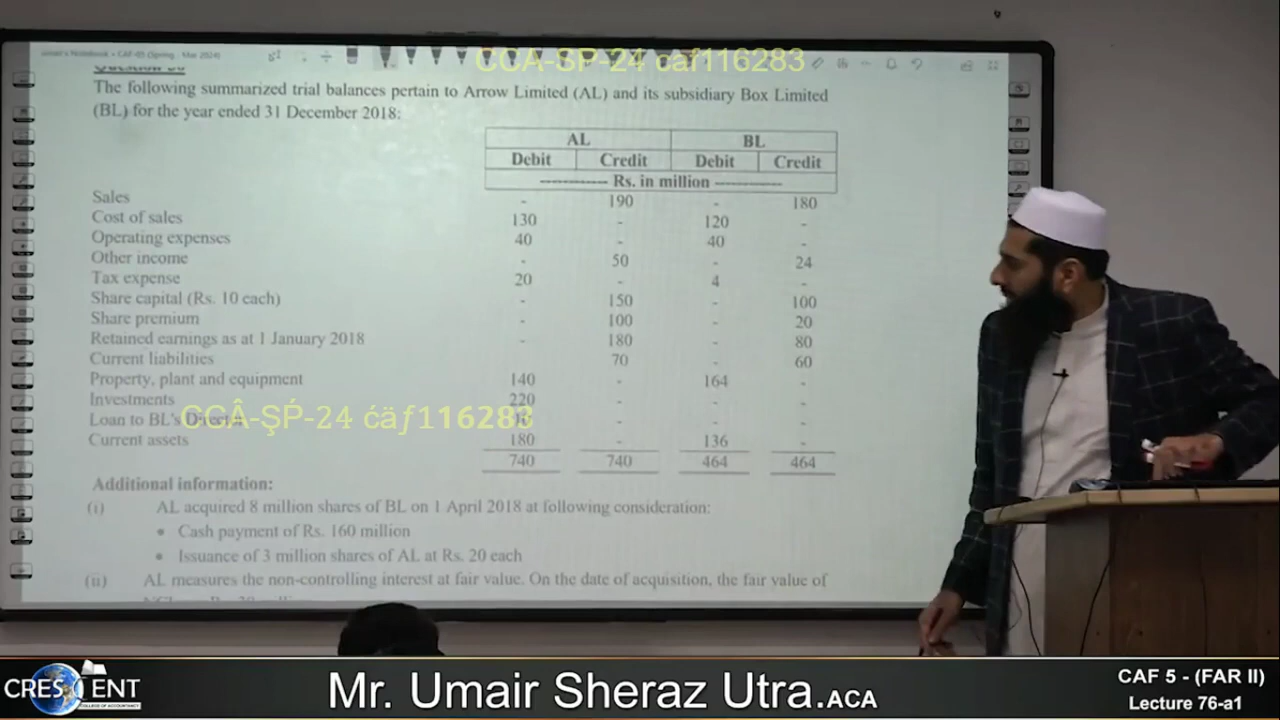 CCA-SP-24 caf116283
The following summarized trial balances pertain to Arrow Limited (AL) and its subsidiary Box Limited
(BL) for the year ended 31 December 2018:
AL BL
Debit Credit Debit Credit
---------- Rs. in million ----------
Sales - 190 - 180
Cost of sales 130 - 120 -
Operating expenses 40 - 40 -
Other income - 50 - 24
Tax expense 20 - 4 -
Share capital (Rs. 10 each) - 150 - 100
Share premium - 100 - 20
Retained earnings as at 1 January 2018 - 180 - 80
Current liabilities - 70 - 60
Property, plant and equipment 140 - 164 -
Investments 220 - - -
Loan to BL's - - -
CCÂ-ŞṔ-24 ćäƒ116283
Current assets 180 - 136 -
740 740 464 464
Additional information:
(i) AL acquired 8 million shares of BL on 1 April 2018 at following consideration:
• Cash payment of Rs. 160 million
• Issuance of 3 million shares of AL at Rs. 20 each
(ii) AL measures the non-controlling interest at fair value. On the date of acquisition, the fair value of
CRESCENT
COLLEGE OF ACCOUNTANCY
Mr. Umair Sheraz Utra.ACA
CAF 5 - (FAR II)
Lecture 76-a1